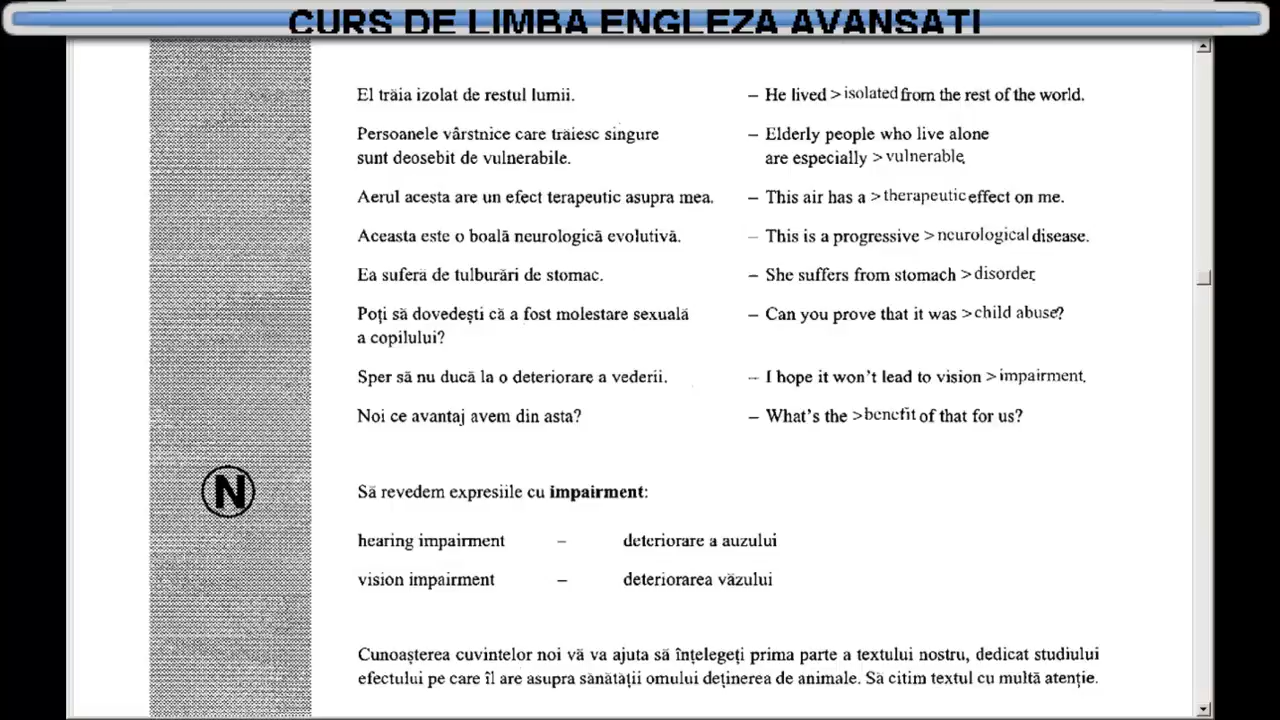 CURS DE LIMBA ENGLEZA AVANSATI
El trăia izolat de restul lumii. – He lived >isolated from the rest of the world.
Persoanele vârstnice care trăiesc singure – Elderly people who live alone
sunt deosebit de vulnerabile. are especially >vulnerable.
Aerul acesta are un efect terapeutic asupra mea. – This air has a >therapeutic effect on me.
Aceasta este o boală neurologică evolutivă. – This is a progressive >neurological disease.
Ea suferă de tulburări de stomac. – She suffers from stomach >disorder.
Poți să dovedești că a fost molestare sexuală – Can you prove that it was >child abuse?
a copilului?
Sper să nu ducă la o deteriorare a vederii. – I hope it won't lead to vision >impairment.
Noi ce avantaj avem din asta? – What's the >benefit of that for us?
N
Să revedem expresiile cu impairment:
hearing impairment – deteriorare a auzului
vision impairment – deteriorarea văzului
Cunoașterea cuvintelor noi vă va ajuta să înțelegeți prima parte a textului nostru, dedicat studiului
efectului pe care îl are asupra sănătății omului deținerea de animale. Să citim textul cu multă atenție.